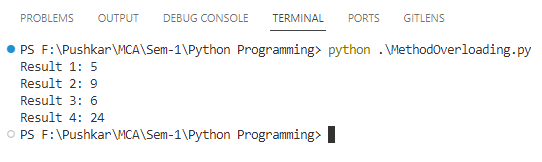 PROBLEMS OUTPUT DEBUG CONSOLE TERMINAL PORTS GITLENS
PS F:\Pushkar\MCA\Sem-1\Python Programming> python .\MethodOverloading.py
Result 1: 5
Result 2: 9
Result 3: 6
Result 4: 24
PS F:\Pushkar\MCA\Sem-1\Python Programming>